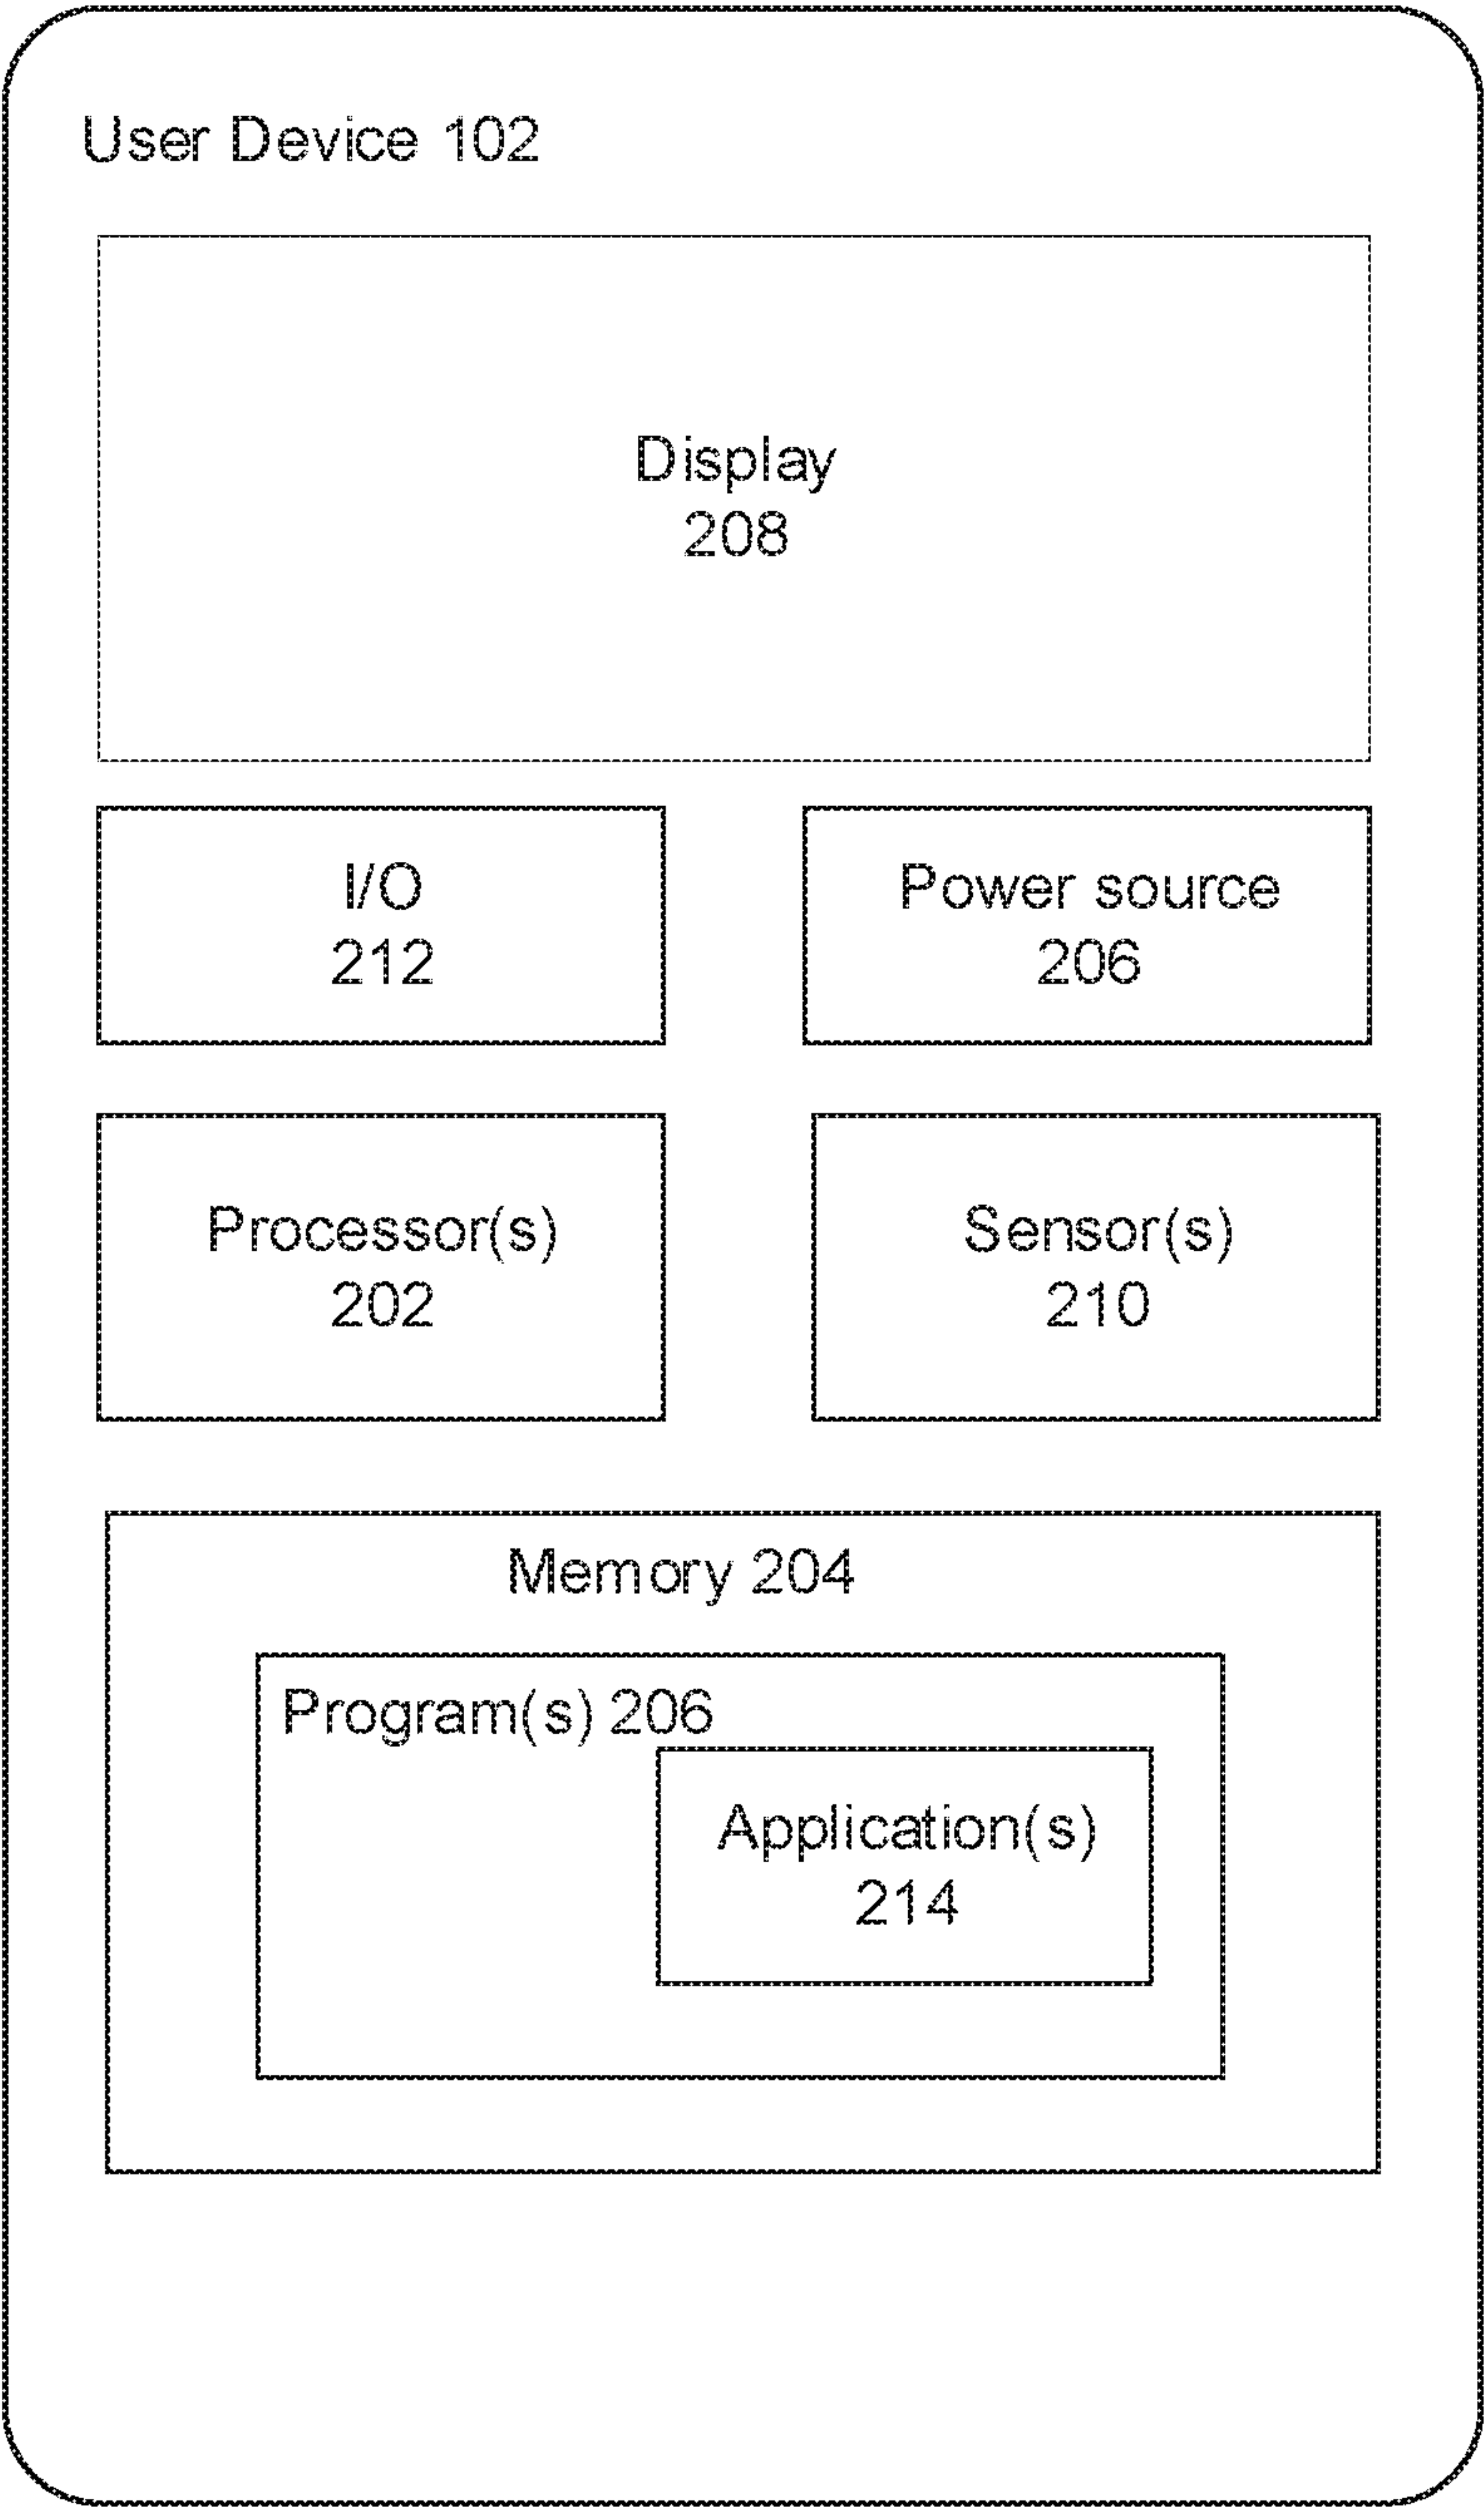 User Device 102
Display
208
I/O
212
Power source
206
Processor(s)
202
Sensor(s)
210
Memory 204
Program(s) 206
Application(s)
214